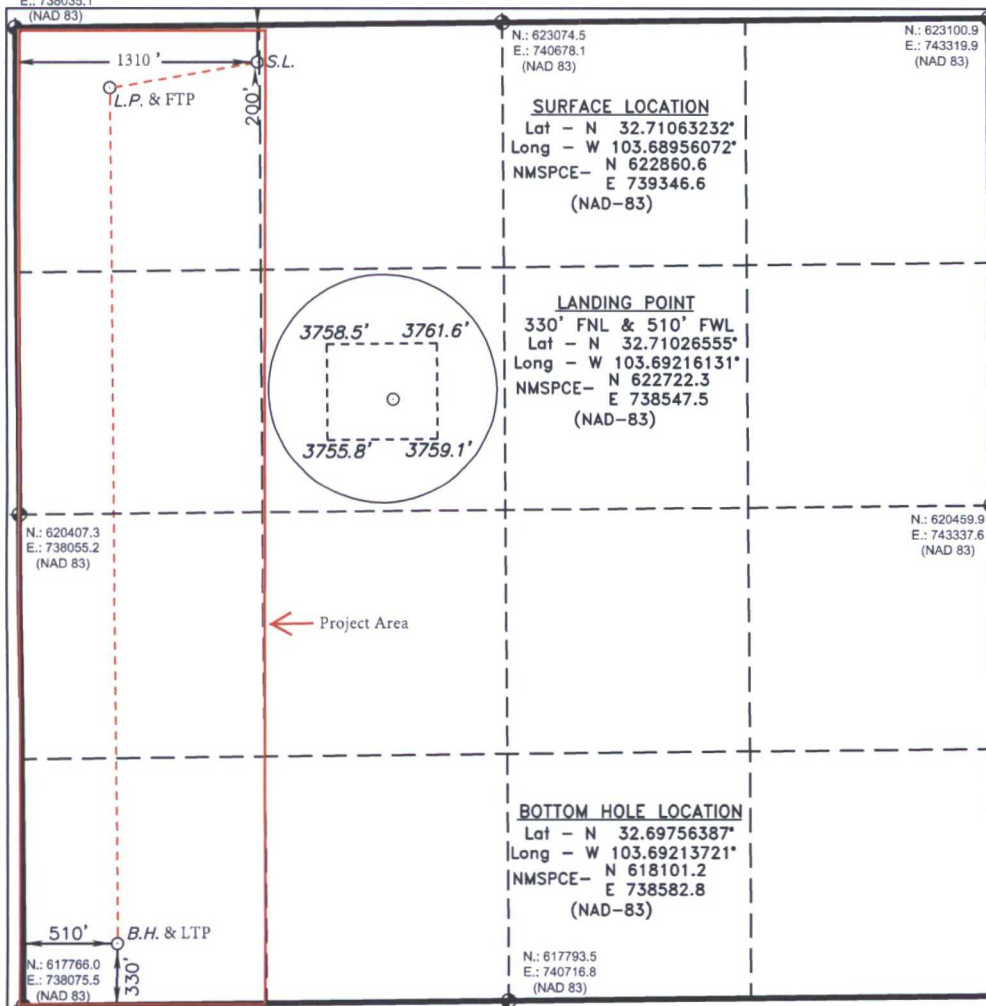 E.: 738035.1
(NAD 83)
N.: 623074.5
E.: 740678.1
(NAD 83)
N.: 623100.9
E.: 743319.9
(NAD 83)
1310 '
S.L.
L.P. & FTP
200'
SURFACE LOCATION
Lat - N 32.71063232°
Long - W 103.68956072°
NMSPCE- N 622860.6
E 739346.6
(NAD-83)
LANDING POINT
330' FNL & 510' FWL
Lat - N 32.71026555°
Long - W 103.69216131°
NMSPCE- N 622722.3
E 738547.5
(NAD-83)
3758.5' 3761.6'
3755.8' 3759.1'
N.: 620407.3
E.: 738055.2
(NAD 83)
N.: 620459.9
E.: 743337.6
(NAD 83)
Project Area
BOTTOM HOLE LOCATION
Lat - N 32.69756387°
Long - W 103.69213721°
NMSPCE- N 618101.2
E 738582.8
(NAD-83)
510'
B.H. & LTP
330'
N.: 617766.0
E.: 738075.5
(NAD 83)
N.: 617793.5
E.: 740716.8
(NAD 83)